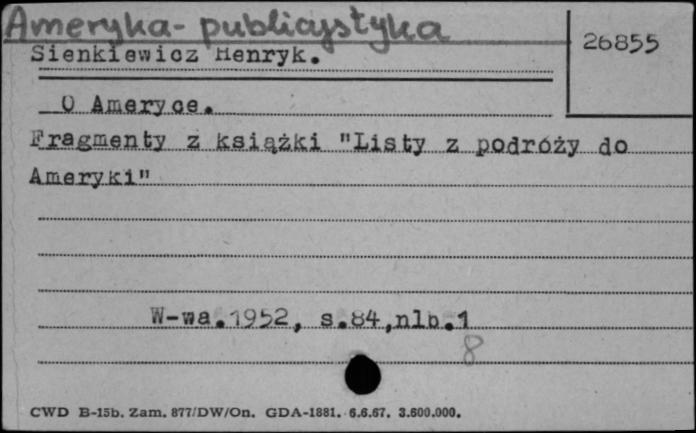 Ameryka - publicystyka
26855
Sienkiewicz Henryk.
O Ameryce.
Fragmenty z książki "Listy z podróży do
Ameryki"
W-wa.1952, s.84,nlb.1
8
CWD B-15b. Zam. 877/DW/On. GDA-1881. 6.6.67. 3.600.000.